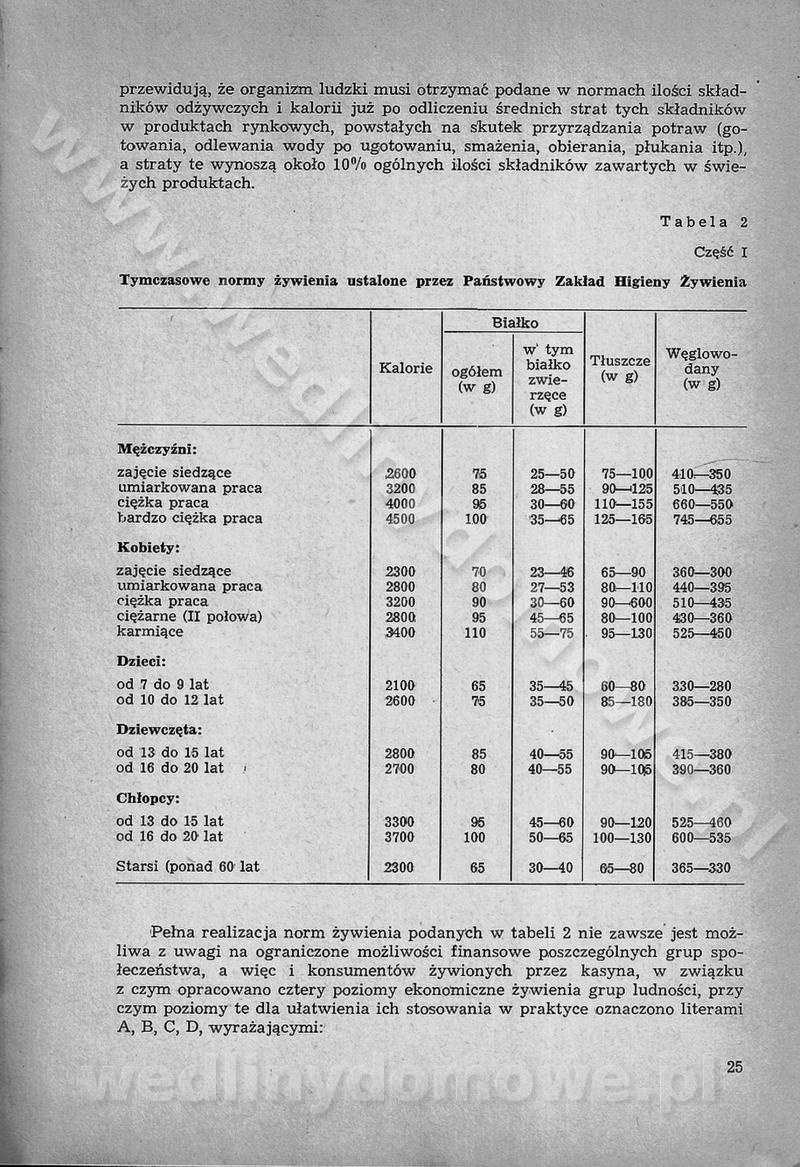 przewidują, że organizm ludzki musi otrzymać podane w normach ilości skład-
ników odżywczych i kalorii już po odliczeniu średnich strat tych składników
w produktach rynkowych, powstałych na skutek przyrządzania potraw (go-
towania, odlewania wody po ugotowaniu, smażenia, obierania, płukania itp.),
a straty te wynoszą około 10% ogólnych ilości składników zawartych w świe-
żych produktach.
Tabela 2
Część I
Tymczasowe normy żywienia ustalone przez Państwowy Zakład Higieny Żywienia
Kalorie
Białko
ogółem
(w g)
w tym
białko
zwie-
rzęce
(w g)
Tłuszcze
(w g)
Węglowo-
dany
(w g)
Mężczyźni:
zajęcie siedzące 2600 75 25—50 75—100 410—350
umiarkowana praca 3200 85 28—55 90—125 510—435
ciężka praca 4000 95 30—60 110—155 660—550
bardzo ciężka praca 4500 100 35—65 125—165 745—655
Kobiety:
zajęcie siedzące 2300 70 23—46 65—90 360—300
umiarkowana praca 2800 80 27—53 80—110 440—395
ciężka praca 3200 90 30—60 90—600 510—435
ciężarne (II połowa) 2800 95 45—65 80—100 430—360
karmiące 3400 110 55—75 95—130 525—450
Dzieci:
od 7 do 9 lat 2100 65 35—45 60—80 330—280
od 10 do 12 lat 2600 75 35—50 85—180 385—350
Dziewczęta:
od 13 do 15 lat 2800 85 40—55 90—105 415—380
od 16 do 20 lat 2700 80 40—55 90—105 390—360
Chłopcy:
od 13 do 15 lat 3300 95 45—60 90—120 525—460
od 16 do 20 lat 3700 100 50—65 100—130 600—535
Starsi (ponad 60 lat 2300 65 30—40 65—80 365—330
Pełna realizacja norm żywienia podanych w tabeli 2 nie zawsze jest moż-
liwa z uwagi na ograniczone możliwości finansowe poszczególnych grup spo-
łeczeństwa, a więc i konsumentów żywionych przez kasyna, w związku
z czym opracowano cztery poziomy ekonomiczne żywienia grup ludności, przy
czym poziomy te dla ułatwienia ich stosowania w praktyce oznaczono literami
A, B, C, D, wyrażającymi:
25
www.wedlinydomowe.pl
wedlinydomowe.pl